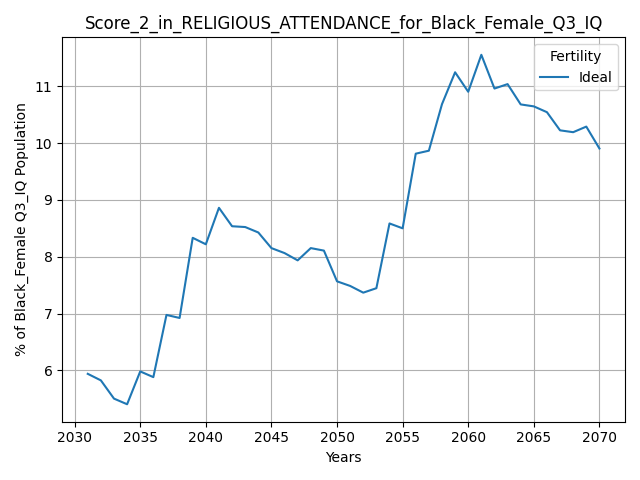 Score_2_in_RELIGIOUS_ATTENDANCE_for_Black_Female_Q3_IQ
Fertility
Ideal
% of Black_Female Q3_IQ Population
11
10
9
8
7
6
2030 2035 2040 2045 2050 2055 2060 2065 2070
Years